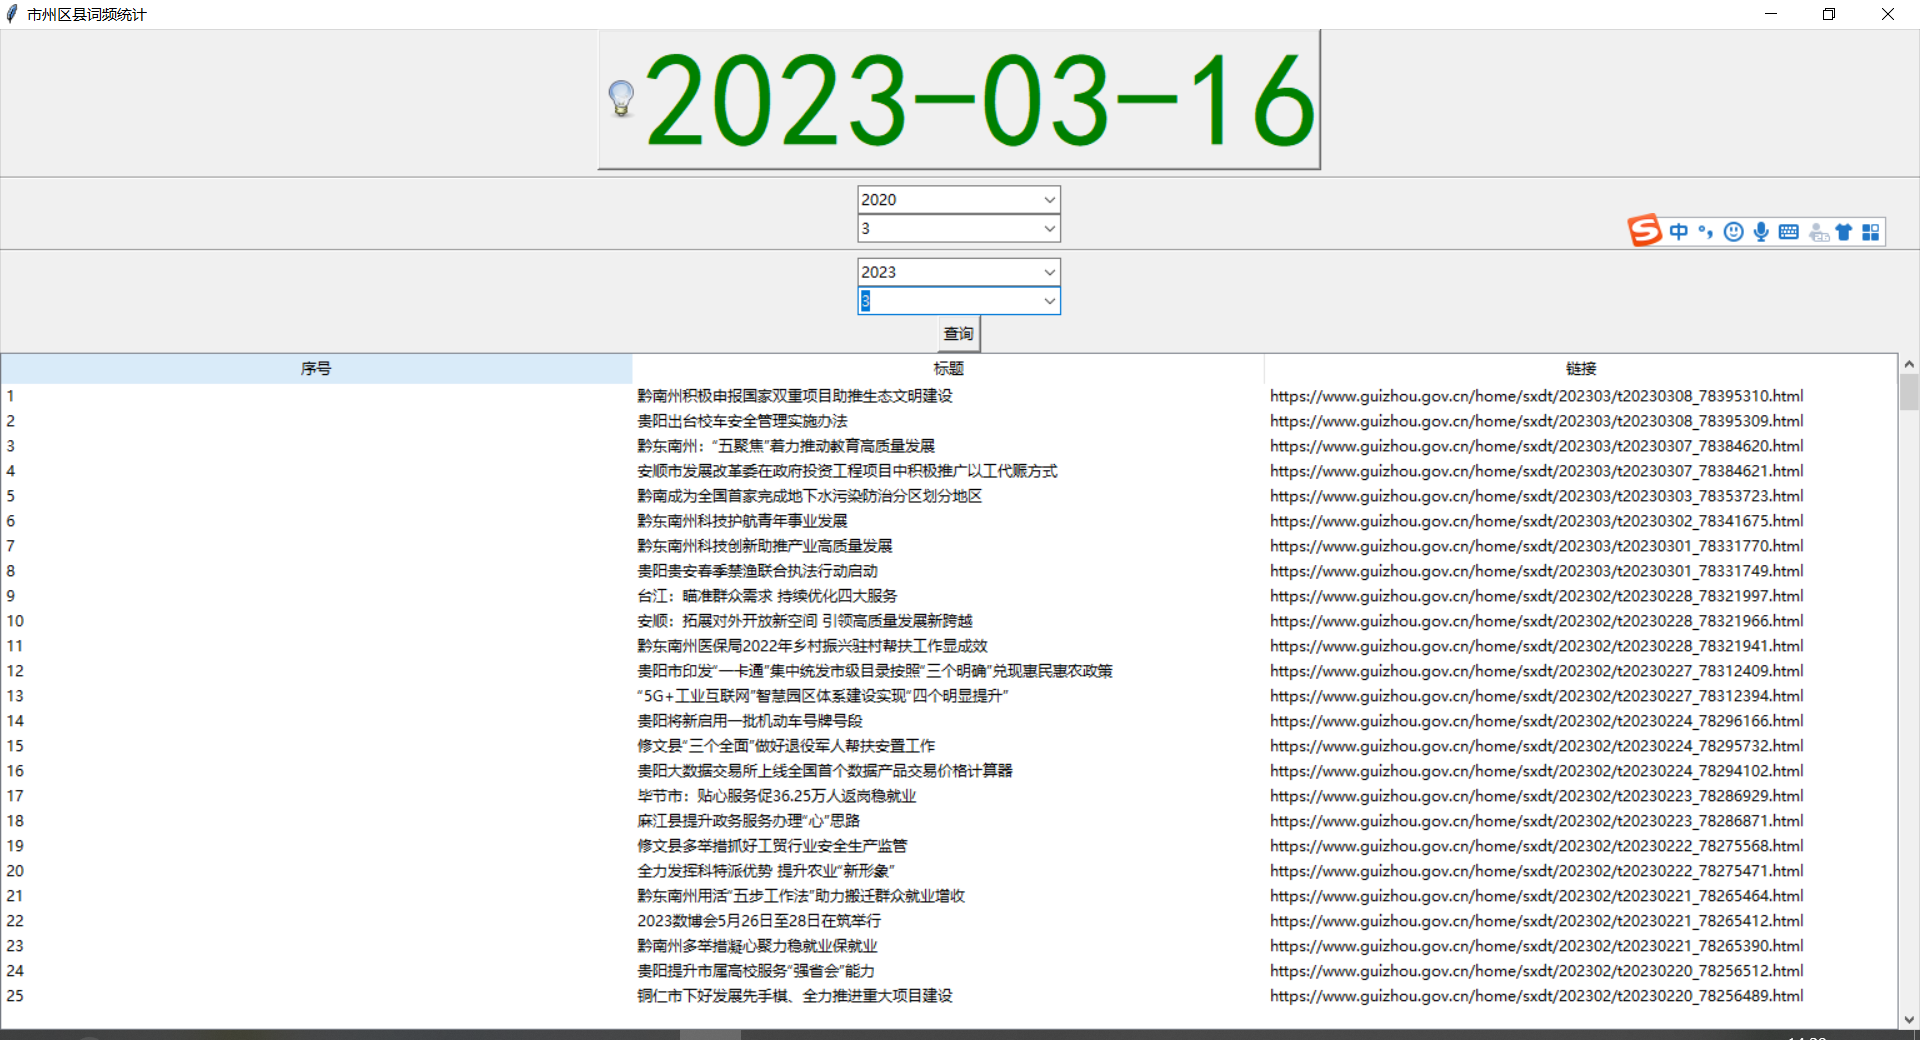 市州区县词频统计
2023-03-16
2020
3
中
2023
3
查询
序号 标题 链接
1 黔南州积极申报国家双重项目助推生态文明建设 https://www.guizhou.gov.cn/home/sxdt/202303/t20230308_78395310.html
2 贵阳出台校车安全管理实施办法 https://www.guizhou.gov.cn/home/sxdt/202303/t20230308_78395309.html
3 黔东南州：“五聚焦”着力推动教育高质量发展 https://www.guizhou.gov.cn/home/sxdt/202303/t20230307_78384620.html
4 安顺市发展改革委在政府投资工程项目中积极推广以工代赈方式 https://www.guizhou.gov.cn/home/sxdt/202303/t20230307_78384621.html
5 黔南成为全国首家完成地下水污染防治分区划分地区 https://www.guizhou.gov.cn/home/sxdt/202303/t20230303_78353723.html
6 黔东南州科技护航青年事业发展 https://www.guizhou.gov.cn/home/sxdt/202303/t20230302_78341675.html
7 黔东南州科技创新助推产业高质量发展 https://www.guizhou.gov.cn/home/sxdt/202303/t20230301_78331770.html
8 贵阳贵安春季禁渔联合执法行动启动 https://www.guizhou.gov.cn/home/sxdt/202303/t20230301_78331749.html
9 台江：瞄准群众需求 持续优化四大服务 https://www.guizhou.gov.cn/home/sxdt/202302/t20230228_78321997.html
10 安顺：拓展对外开放新空间 引领高质量发展新跨越 https://www.guizhou.gov.cn/home/sxdt/202302/t20230228_78321966.html
11 黔东南州医保局2022年乡村振兴驻村帮扶工作显成效 https://www.guizhou.gov.cn/home/sxdt/202302/t20230228_78321941.html
12 贵阳市印发“一卡通”集中统发市级目录按照“三个明确”兑现惠民惠农政策 https://www.guizhou.gov.cn/home/sxdt/202302/t20230227_78312409.html
13 “5G+工业互联网”智慧园区体系建设实现“四个明显提升” https://www.guizhou.gov.cn/home/sxdt/202302/t20230227_78312394.html
14 贵阳将新启用一批机动车号牌号段 https://www.guizhou.gov.cn/home/sxdt/202302/t20230224_78296166.html
15 修文县“三个全面”做好退役军人帮扶安置工作 https://www.guizhou.gov.cn/home/sxdt/202302/t20230224_78295732.html
16 贵阳大数据交易所上线全国首个数据产品交易价格计算器 https://www.guizhou.gov.cn/home/sxdt/202302/t20230224_78294102.html
17 毕节市：贴心服务促36.25万人返岗稳就业 https://www.guizhou.gov.cn/home/sxdt/202302/t20230223_78286929.html
18 麻江县提升政务服务办理“心”思路 https://www.guizhou.gov.cn/home/sxdt/202302/t20230223_78286871.html
19 修文县多举措抓好工贸行业安全生产监管 https://www.guizhou.gov.cn/home/sxdt/202302/t20230222_78275568.html
20 全力发挥科特派优势 提升农业“新形象” https://www.guizhou.gov.cn/home/sxdt/202302/t20230222_78275471.html
21 黔东南州用活“五步工作法”助力搬迁群众就业增收 https://www.guizhou.gov.cn/home/sxdt/202302/t20230221_78265464.html
22 2023数博会5月26日至28日在筑举行 https://www.guizhou.gov.cn/home/sxdt/202302/t20230221_78265412.html
23 黔南州多举措凝心聚力稳就业保就业 https://www.guizhou.gov.cn/home/sxdt/202302/t20230221_78265390.html
24 贵阳提升市属高校服务“强省会”能力 https://www.guizhou.gov.cn/home/sxdt/202302/t20230220_78256512.html
25 铜仁市下好发展先手棋、全力推进重大项目建设 https://www.guizhou.gov.cn/home/sxdt/202302/t20230220_78256489.html